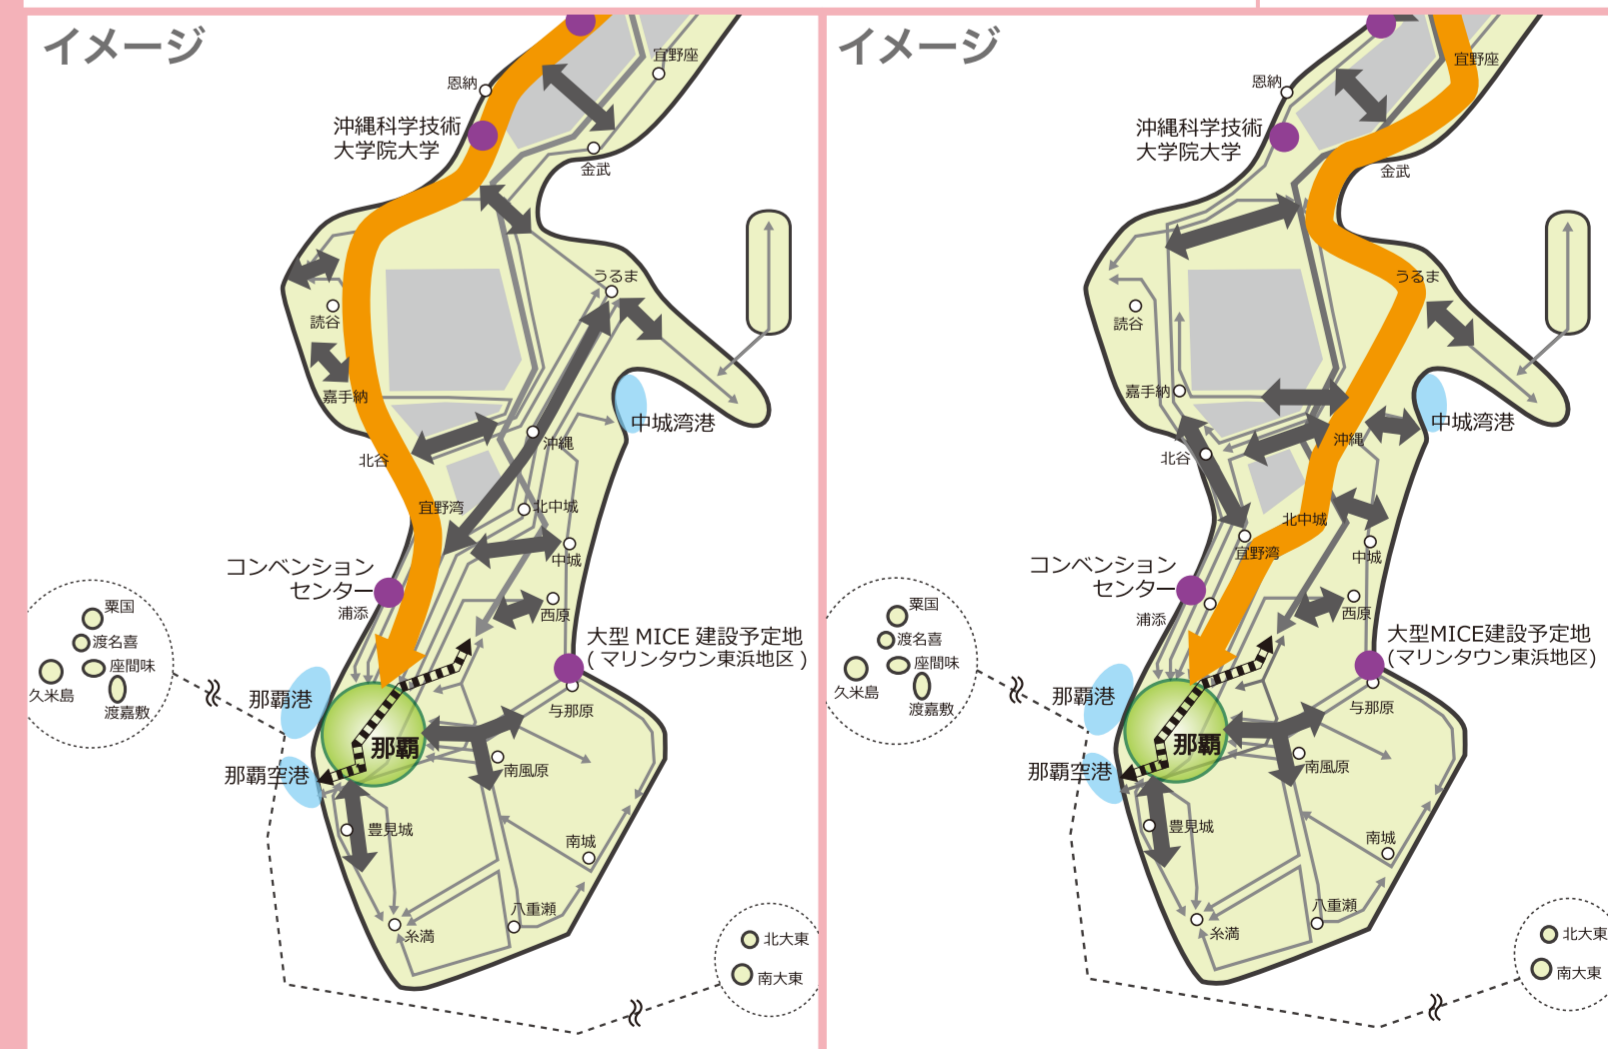 イメージ
宜野座
恩納
沖縄科学技術
大学院大学
金武
うるま
読谷
嘉手納
中城湾港
沖縄
北谷
宜野湾
北中城
中城
コンベンション
センター
浦添
西原
大型 MICE 建設予定地
( マリンタウン東浜地区 )
粟国
渡名喜
座間味
久米島
渡嘉敷
那覇港
与那原
那覇
南風原
那覇空港
豊見城
南城
八重瀬
糸満
北大東
南大東
イメージ
宜野座
恩納
沖縄科学技術
大学院大学
金武
うるま
読谷
嘉手納
中城湾港
沖縄
北谷
北中城
宜野湾
中城
コンベンション
センター
浦添
西原
大型MICE建設予定地
(マリンタウン東浜地区)
粟国
渡名喜
座間味
久米島
渡嘉敷
那覇港
与那原
那覇
南風原
那覇空港
豊見城
南城
八重瀬
糸満
北大東
南大東